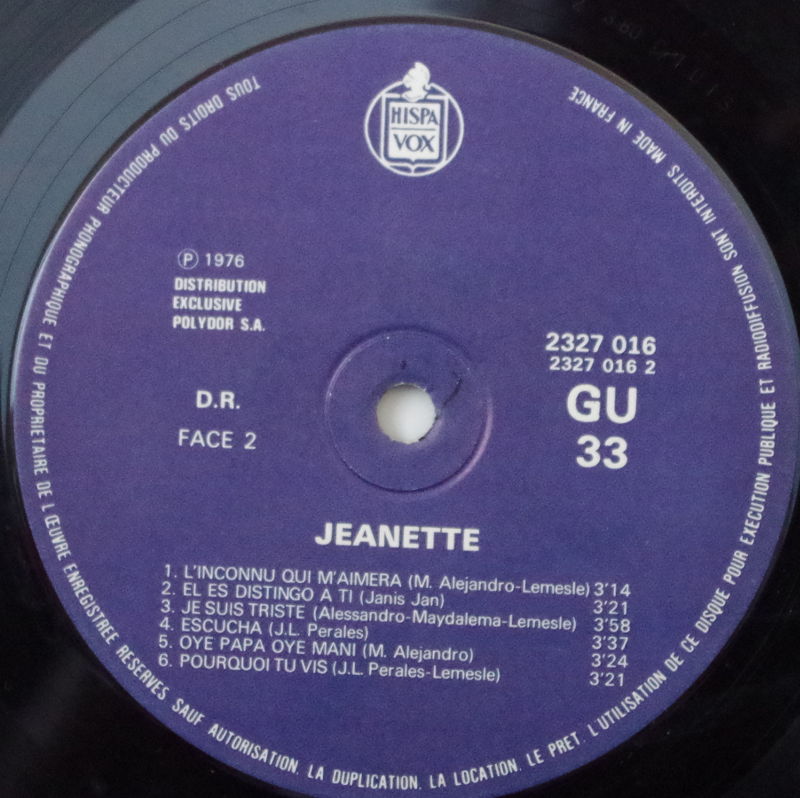 HISPA
VOX
TOUS DROITS DU PRODUCTEUR PHONOGRAPHIQUE ET DU PROPRIETAIRE DE L'ŒUVRE ENREGISTREE RESERVES SAUF AUTORISATION, LA DUPLICATION, LA LOCATION, LE PRET, L'UTILISATION DE CE DISQUE POUR EXECUTION PUBLIQUE ET RADIODIFFUSION SONT INTERDITS MADE IN FRANCE
Ⓟ 1976
DISTRIBUTION
EXCLUSIVE
POLYDOR S.A.
2327 016
2327 016 2
GU
33
D.R.
FACE 2
JEANETTE
1. L'INCONNU QUI M'AIMERA (M. Alejandro-Lemesle) 3'14
2. EL ES DISTINGO A TI (Janis Jan) 3'21
3. JE SUIS TRISTE (Alessandro-Maydalema-Lemesle) 3'58
4. ESCUCHA (J.L. Perales) 3'37
5. OYE PAPA OYE MANI (M. Alejandro) 3'24
6. POURQUOI TU VIS (J.L. Perales-Lemesle) 3'21